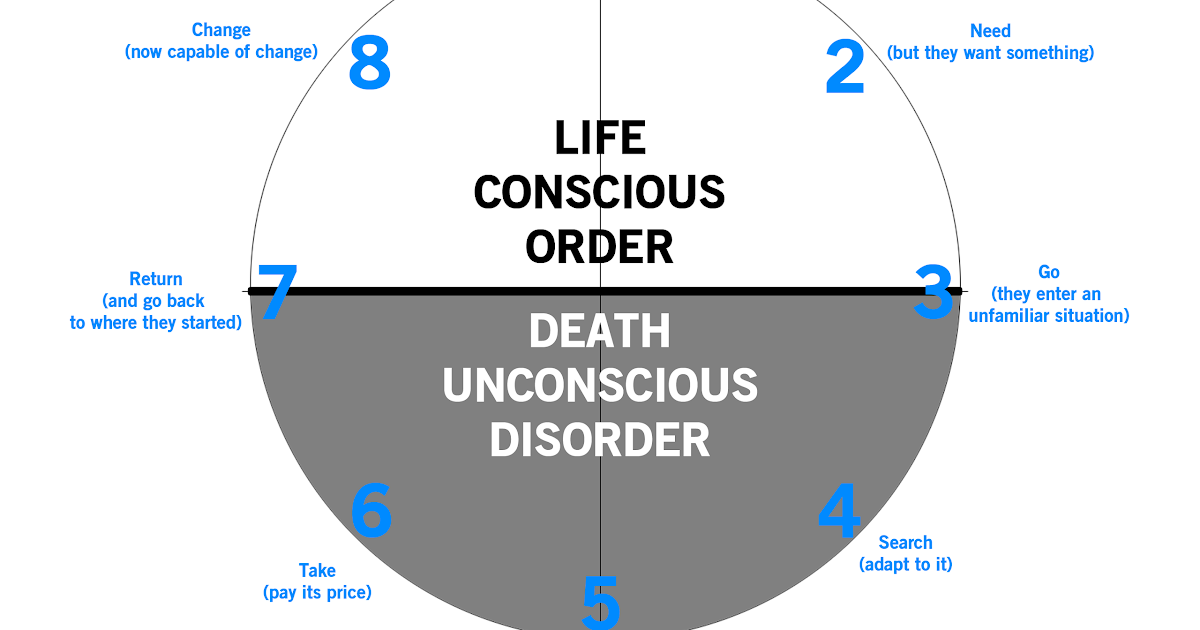 Change
(now capable of change)
8
2
Need
(but they want something)
LIFE
CONSCIOUS
ORDER
Return
(and go back
to where they started)
7
3
Go
(they enter an
unfamiliar situation)
DEATH
UNCONSCIOUS
DISORDER
6
Take
(pay its price)
4
Search
(adapt to it)
5